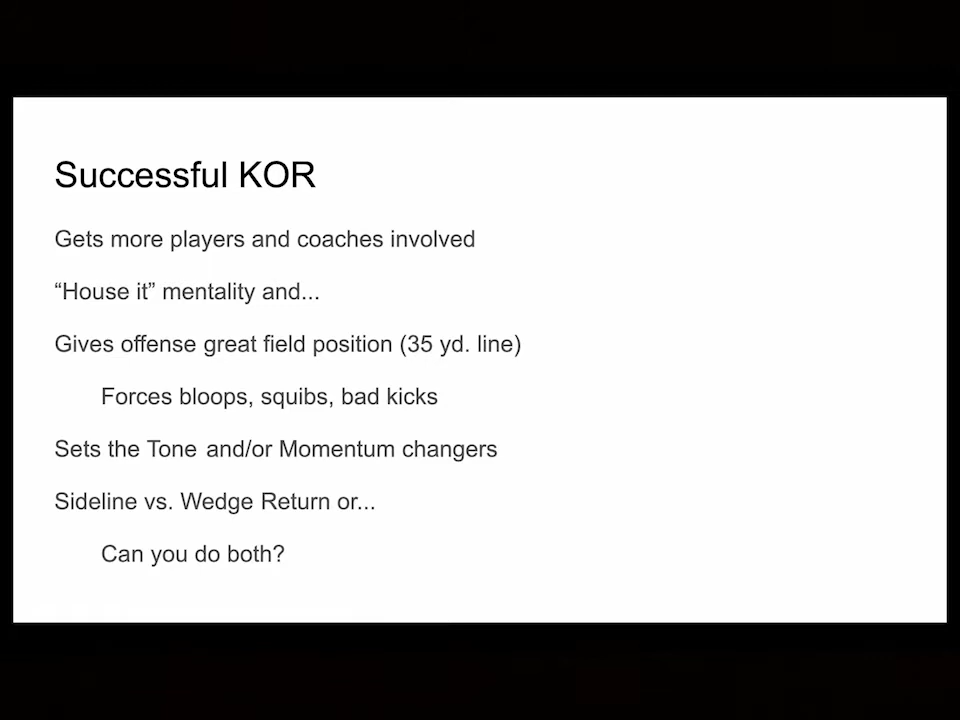 Successful KOR
Gets more players and coaches involved
“House it” mentality and...
Gives offense great field position (35 yd. line)
Forces bloops, squibs, bad kicks
Sets the Tone and/or Momentum changers
Sideline vs. Wedge Return or...
Can you do both?